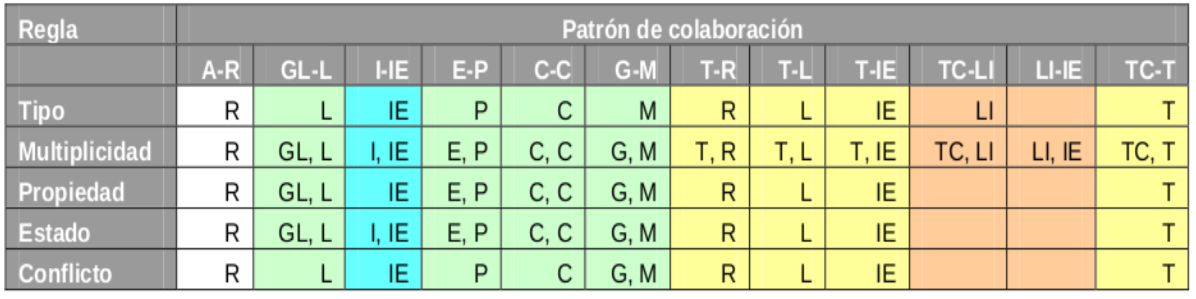 Regla Patrón de colaboración
A-R GL-L I-IE E-P C-C G-M T-R T-L T-IE TC-LI LI-IE TC-T
Tipo R L IE P C M R L IE LI T
Multiplicidad R GL, L I, IE E, P C, C G, M T, R T, L T, IE TC, LI LI, IE TC, T
Propiedad R GL, L IE E, P C, C G, M R L IE T
Estado R GL, L I, IE E, P C, C G, M R L IE T
Conflicto R L IE P C G, M R L IE T